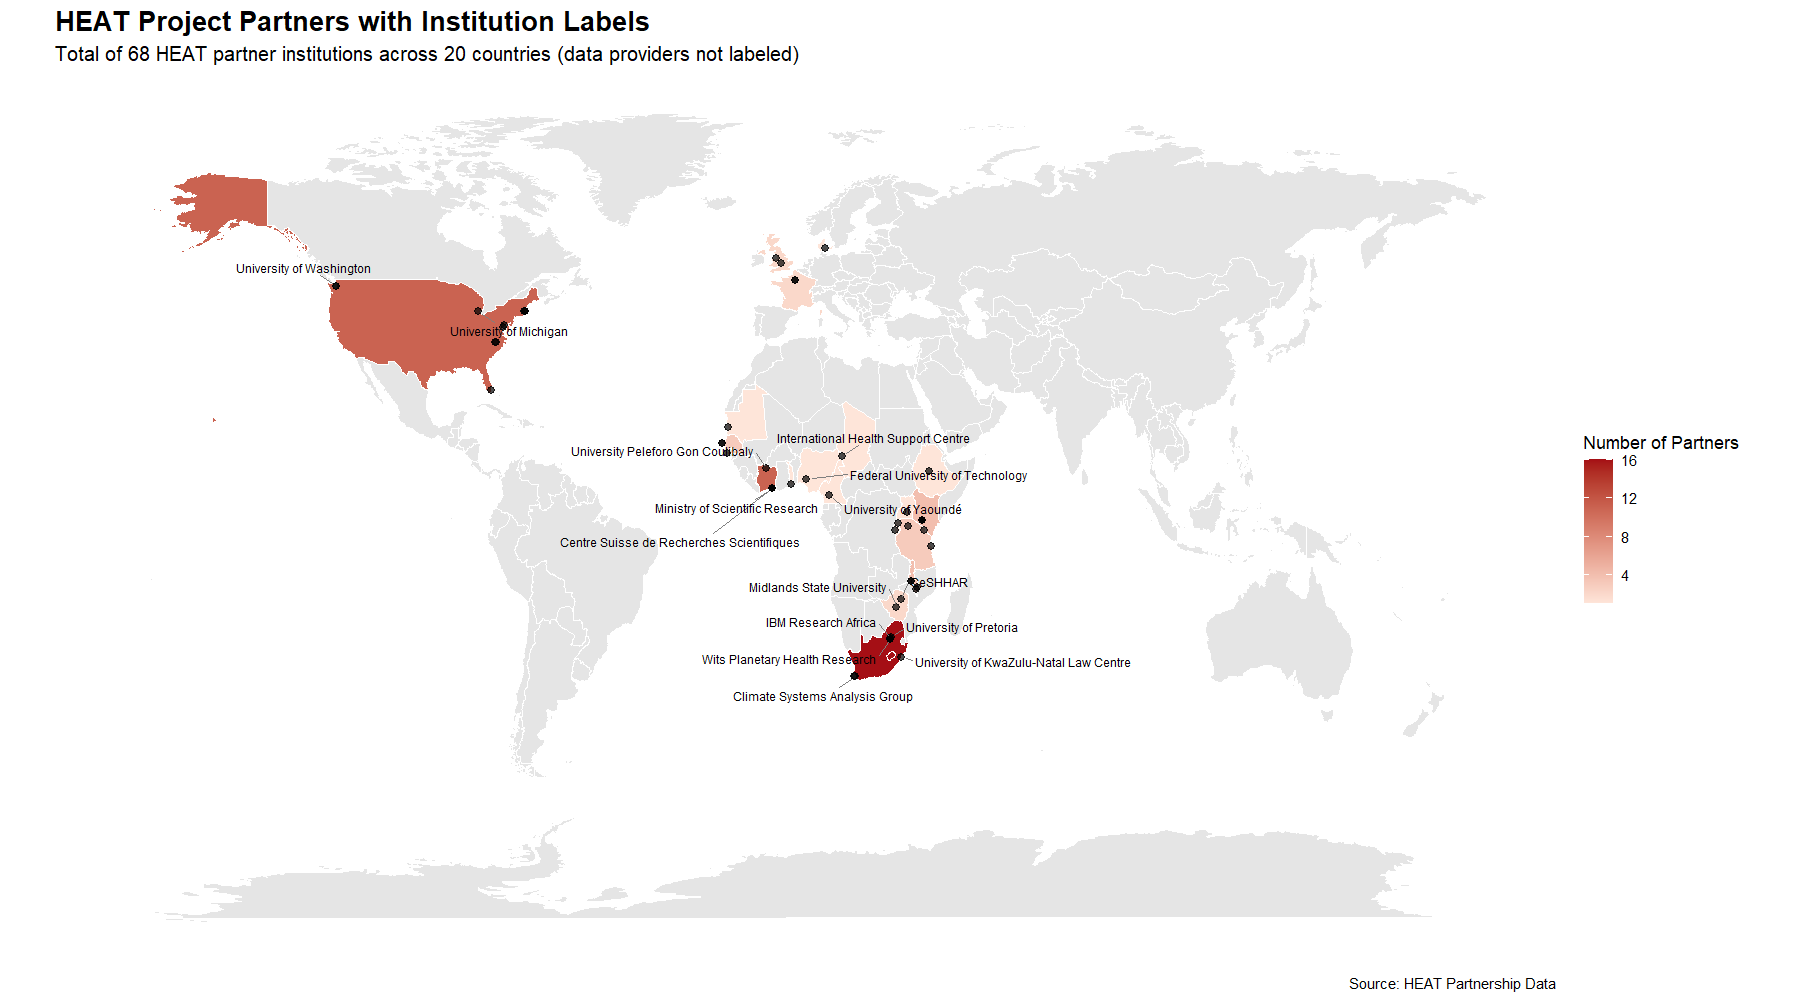 HEAT Project Partners with Institution Labels
Total of 68 HEAT partner institutions across 20 countries (data providers not labeled)
University of Washington
University of Michigan
International Health Support Centre
University Peleforo Gon Coulibaly
Federal University of Technology
Ministry of Scientific Research
University of Yaoundé
Centre Suisse de Recherches Scientifiques
CeSHHAR
Midlands State University
IBM Research Africa
University of Pretoria
Wits Planetary Health Research
University of KwaZulu-Natal Law Centre
Climate Systems Analysis Group
Number of Partners
16
12
8
4
Source: HEAT Partnership Data